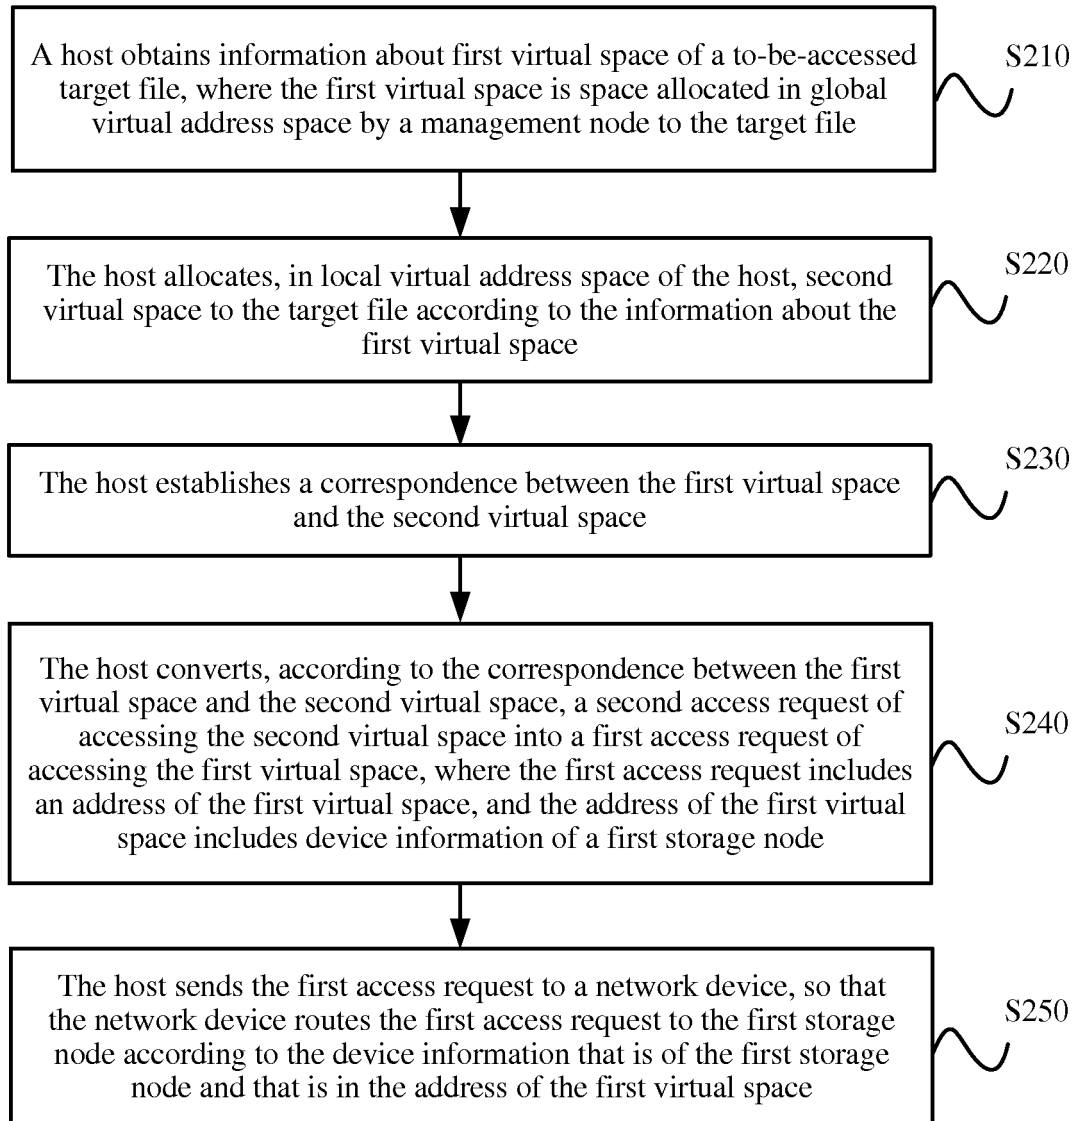 A host obtains information about first virtual space of a to-be-accessed
target file, where the first virtual space is space allocated in global
virtual address space by a management node to the target file
S210
The host allocates, in local virtual address space of the host, second
virtual space to the target file according to the information about the
first virtual space
S220
The host establishes a correspondence between the first virtual space
and the second virtual space
S230
The host converts, according to the correspondence between the first
virtual space and the second virtual space, a second access request of
accessing the second virtual space into a first access request of
accessing the first virtual space, where the first access request includes
an address of the first virtual space, and the address of the first virtual
space includes device information of a first storage node
S240
The host sends the first access request to a network device, so that
the network device routes the first access request to the first storage
node according to the device information that is of the first storage
node and that is in the address of the first virtual space
S250